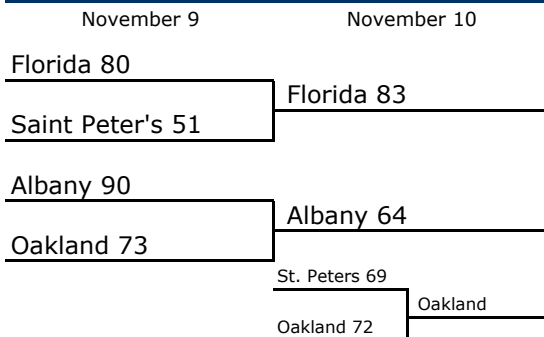 November 9
November 10
Florida 80
Florida 83
Saint Peter's 51
Albany 90
Albany 64
Oakland 73
St. Peters 69
Oakland
Oakland 72